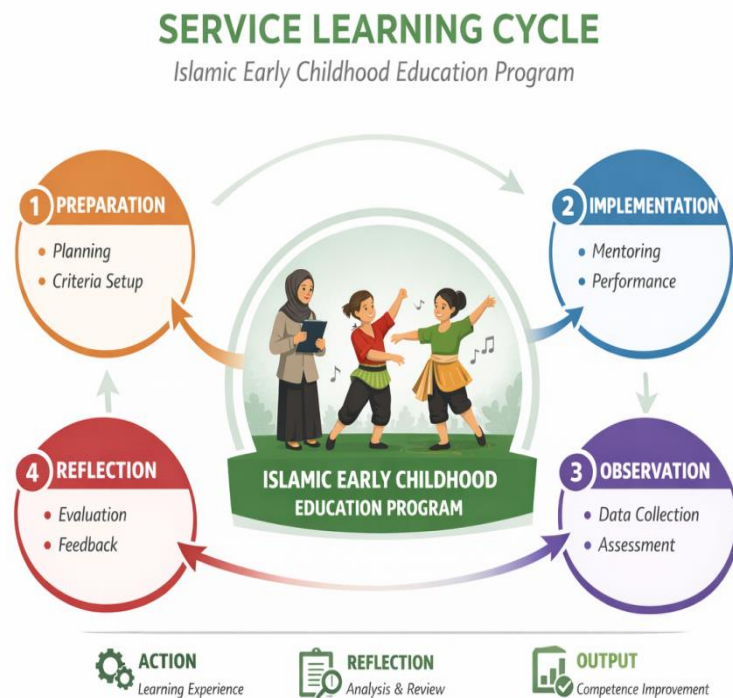 SERVICE LEARNING CYCLE
Islamic Early Childhood Education Program
1 PREPARATION
• Planning
• Criteria Setup
2 IMPLEMENTATION
• Mentoring
• Performance
ISLAMIC EARLY CHILDHOOD
EDUCATION PROGRAM
4 REFLECTION
• Evaluation
• Feedback
3 OBSERVATION
• Data Collection
• Assessment
ACTION
Learning Experience
REFLECTION
Analysis & Review
OUTPUT
Competence Improvement